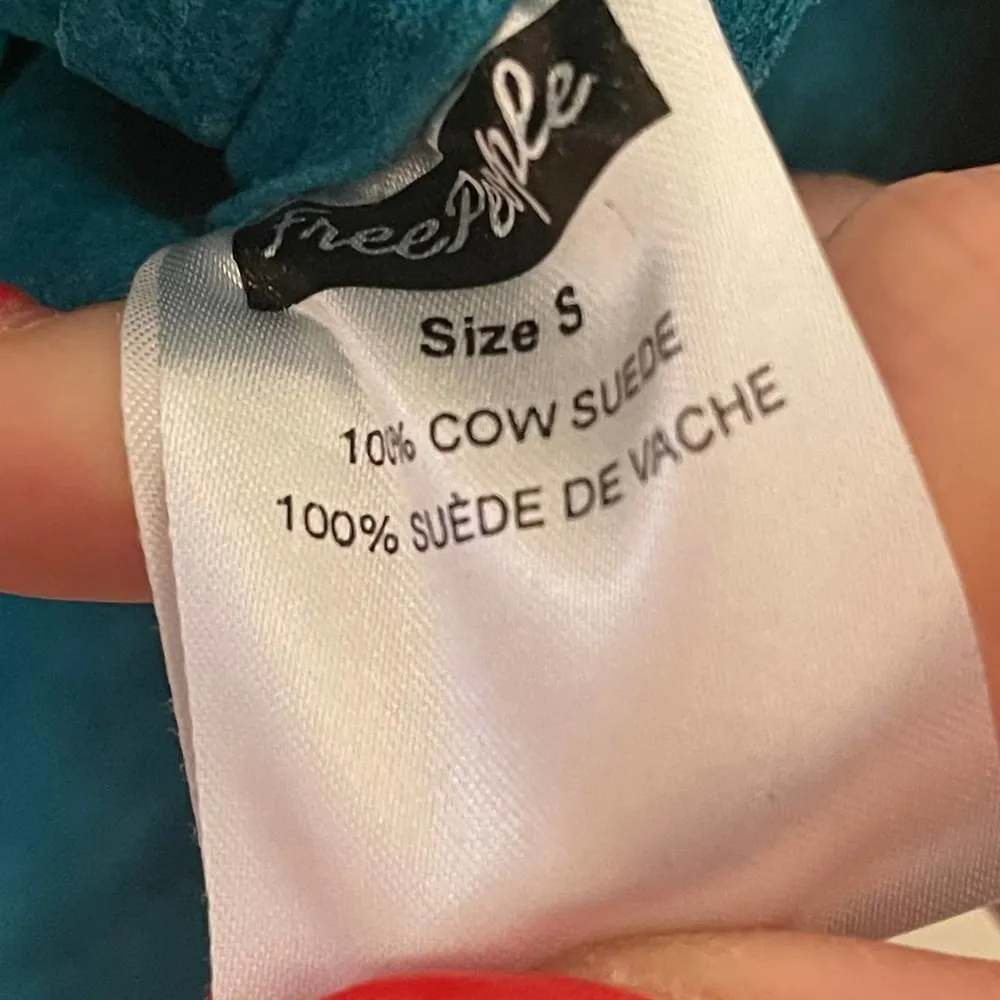 Free People
Size S
100% COW SUEDE
100% SUÈDE DE VACHE